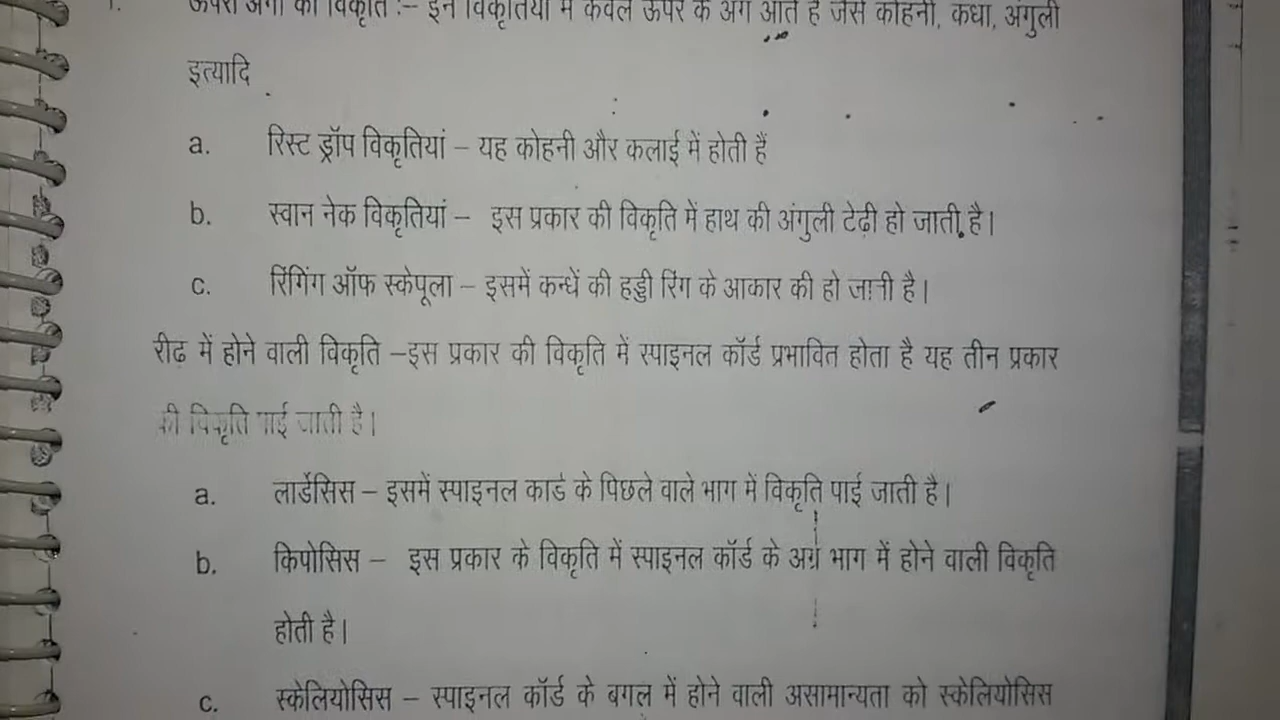 1. ऊपरी अंगों की विकृति :– इन विकृतियों में केवल ऊपर के अंग आते है जैसे कोहनी, कंधा, अंगुली
इत्यादि
a. रिस्ट ड्रॉप विकृतियां – यह कोहनी और कलाई में होती हैं
b. स्वान नेक विकृतियां – इस प्रकार की विकृति में हाथ की अंगुली टेढ़ी हो जाती है।
c. रिंगिंग ऑफ स्केपूला – इसमें कन्धें की हड्डी रिंग के आकार की हो जाती है।
रीढ में होने वाली विकृति –इस प्रकार की विकृति में स्पाइनल कॉर्ड प्रभावित होता है यह तीन प्रकार
की विकृति पाई जाती है।
a. लार्डेसिस – इसमें स्पाइनल कार्ड के पिछले वाले भाग में विकृति पाई जाती है।
b. किपोसिस – इस प्रकार के विकृति में स्पाइनल कॉर्ड के अग्र भाग में होने वाली विकृति
होती है।
c. स्केलियोसिस – स्पाइनल कॉर्ड के बगल में होने वाली असामान्यता को स्केलियोसिस